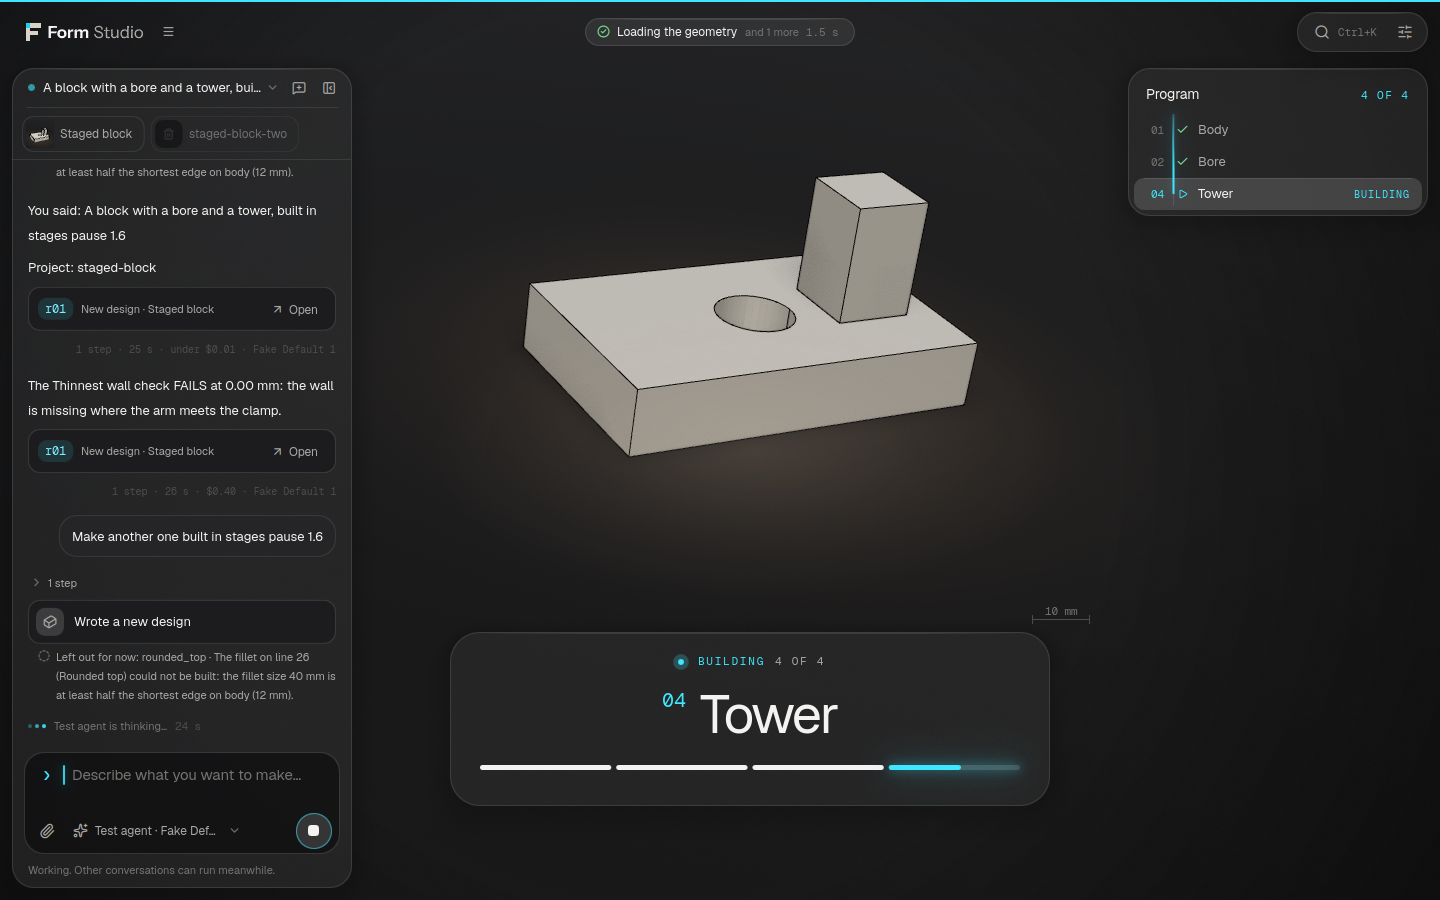 Form Studio
Loading the geometry and 1 more 1.5 s
Ctrl+K
A block with a bore and a tower, bui...
Staged block
staged-block-two
at least half the shortest edge on body (12 mm).
You said: A block with a bore and a tower, built in
stages pause 1.6
Project: staged-block
r01 New design · Staged block Open
1 step · 25 s · under $0.01 · Fake Default 1
The Thinnest wall check FAILS at 0.00 mm: the wall
is missing where the arm meets the clamp.
r01 New design · Staged block Open
1 step · 26 s · $0.40 · Fake Default 1
Make another one built in stages pause 1.6
1 step
Wrote a new design
Left out for now: rounded_top · The fillet on line 26
(Rounded top) could not be built: the fillet size 40 mm is
at least half the shortest edge on body (12 mm).
Test agent is thinking... 24 s
Describe what you want to make...
Test agent · Fake Def...
Working. Other conversations can run meanwhile.
10 mm
BUILDING 4 OF 4
04 Tower
Program 4 OF 4
01 Body
02 Bore
04 Tower BUILDING